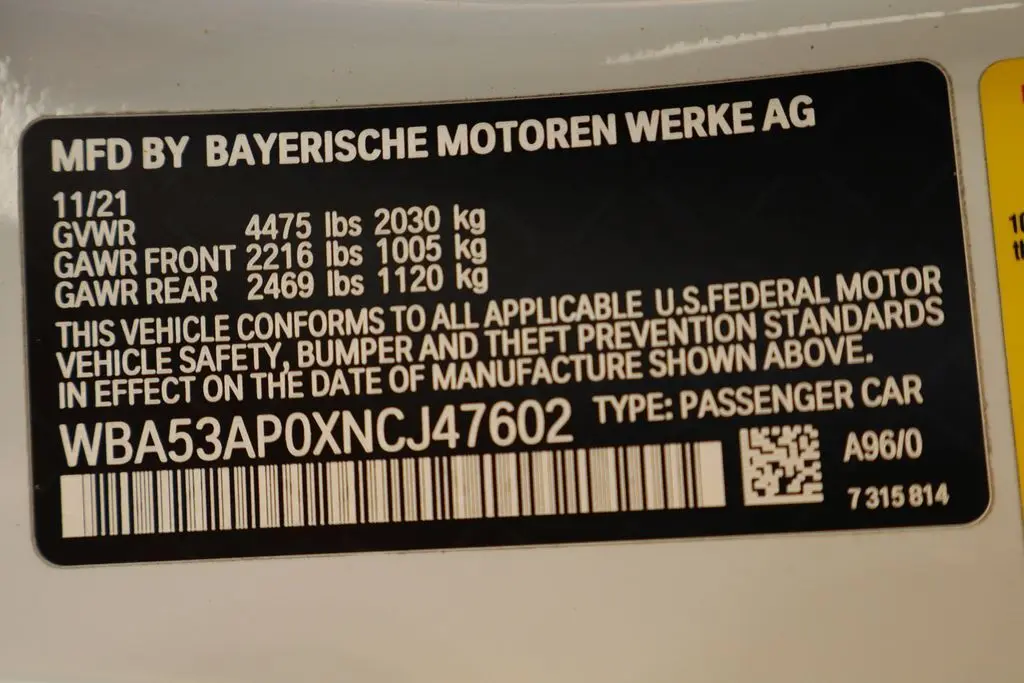 MFD BY BAYERISCHE MOTOREN WERKE AG
11/21
GVWR 4475 lbs 2030 kg
GAWR FRONT 2216 lbs 1005 kg
GAWR REAR 2469 lbs 1120 kg
THIS VEHICLE CONFORMS TO ALL APPLICABLE U.S.FEDERAL MOTOR
VEHICLE SAFETY, BUMPER AND THEFT PREVENTION STANDARDS
IN EFFECT ON THE DATE OF MANUFACTURE SHOWN ABOVE.
WBA53AP0XNCJ47602 TYPE: PASSENGER CAR
A96/0
7 315 814